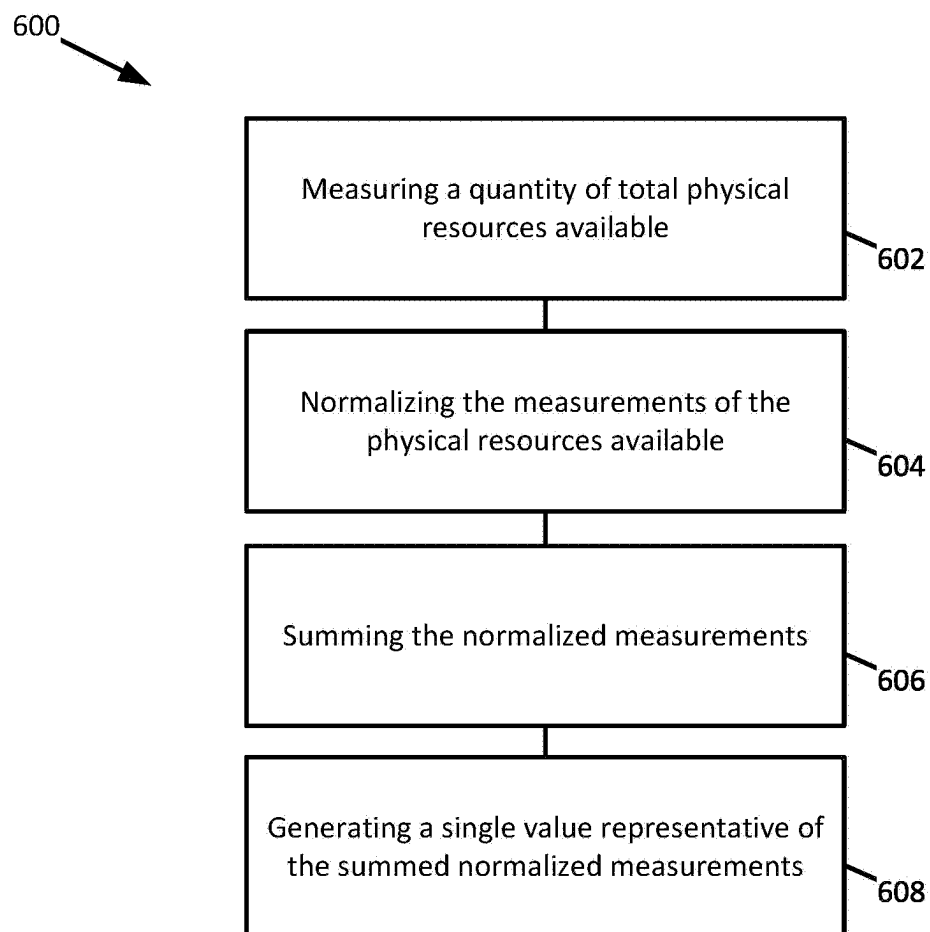 600
Measuring a quantity of total physical
resources available
602
Normalizing the measurements of the
physical resources available
604
Summing the normalized measurements
606
Generating a single value representative of
the summed normalized measurements
608